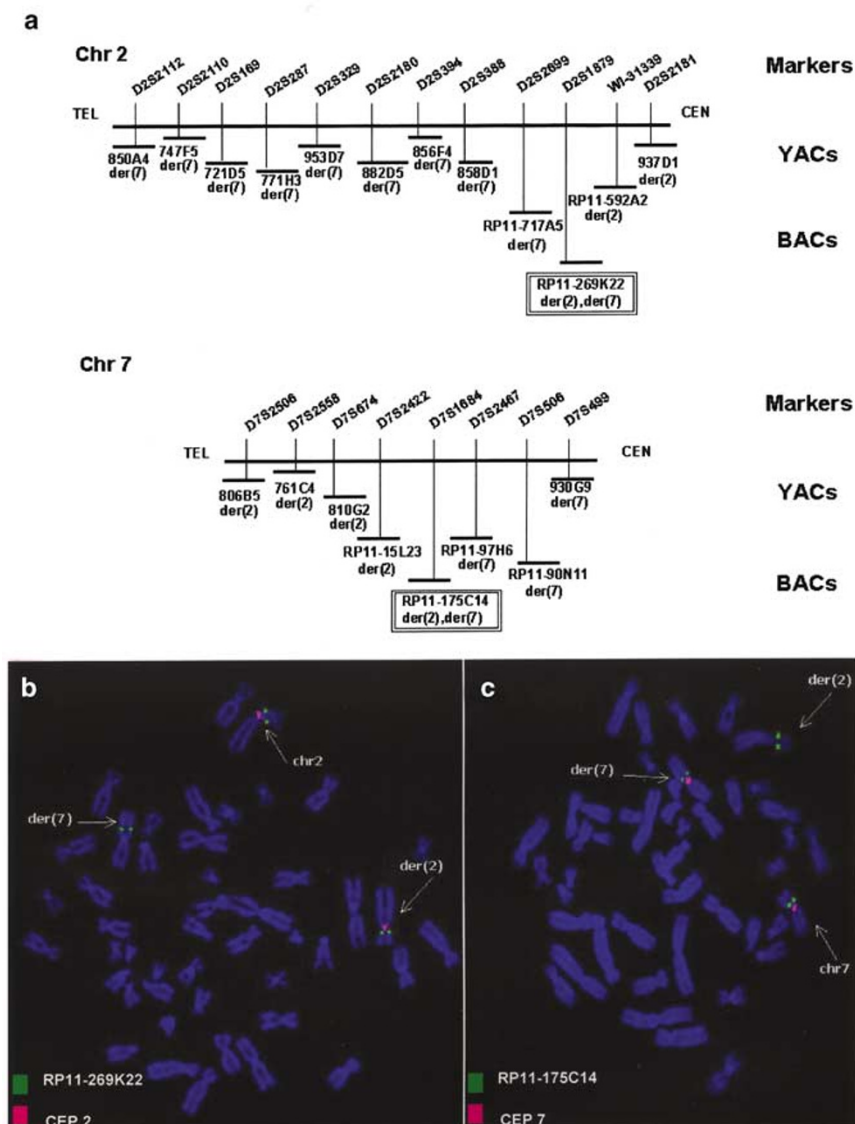 a
Chr 2
D2S2112 D2S2110 D2S169 D2S287 D2S329 D2S2180 D2S394 D2S388 D2S2699 D2S1879 WI-31339 D2S2181
Markers
TEL CEN
850A4 der(7)
747F5 der(7)
721D5 der(7)
771H3 der(7)
953D7 der(7)
882D5 der(7)
856F4 der(7)
858D1 der(7)
937D1 der(2)
YACs
RP11-592A2 der(2)
RP11-717A5 der(7)
BACs
RP11-269K22
der(2),der(7)
Chr 7
D7S2506 D7S2558 D7S674 D7S2422 D7S1684 D7S2467 D7S506 D7S499
Markers
TEL CEN
806B5 der(2)
761C4 der(2)
810G2 der(2)
930G9 der(7)
YACs
RP11-15L23 der(2)
RP11-97H6 der(7)
RP11-90N11 der(7)
BACs
RP11-175C14
der(2),der(7)
b
chr2
der(7)
der(2)
RP11-269K22
CEP 2
c
der(2)
der(7)
chr7
RP11-175C14
CEP 7